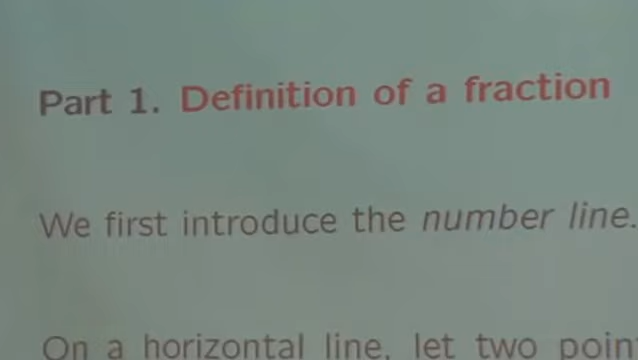 Part 1. Definition of a fraction
We first introduce the number line.
On a horizontal line, let two